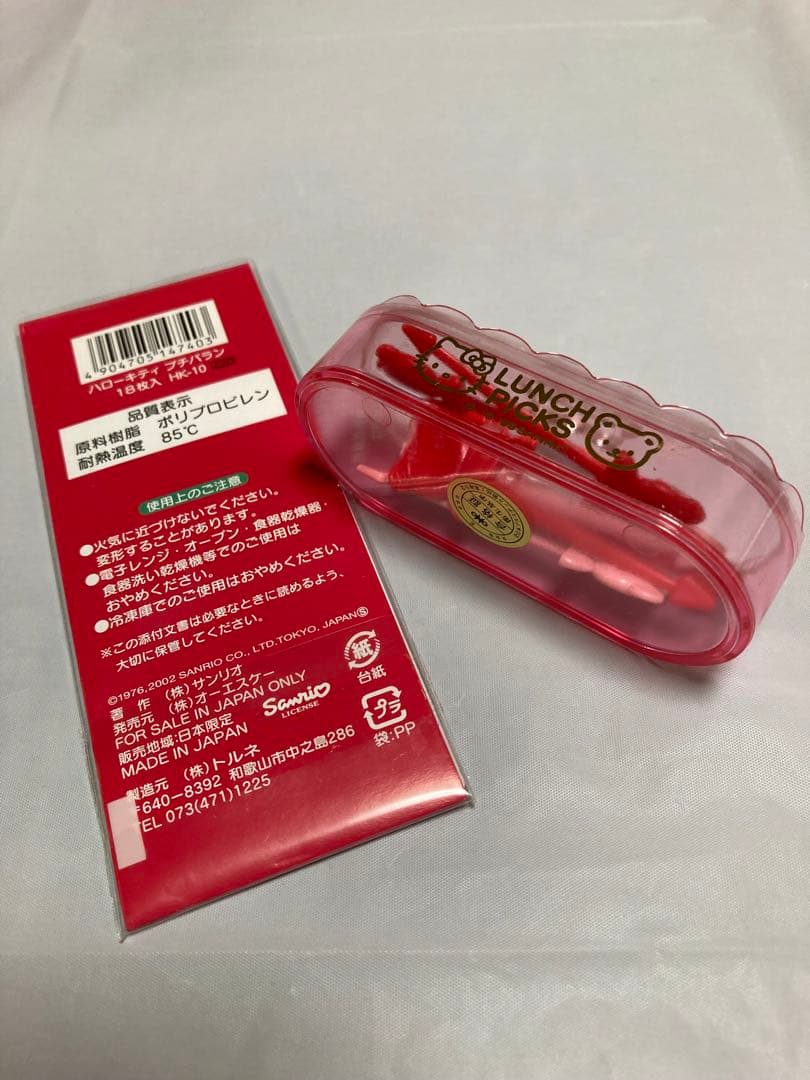 4 904705 147403
ハローキティ プチバラン
18枚入 HK-10
品質表示
原料樹脂 ポリプロピレン
耐熱温度 85℃
使用上のご注意
●火気に近づけないでください。
変形することがあります。
●電子レンジ・オーブン・食器乾燥器・
食器洗い乾燥機等でのご使用は
おやめください。
●冷凍庫でのご使用はおやめください。
※この添付文書は必要なときに読めるよう、
大切に保管してください。
©1976, 2002 SANRIO CO., LTD.TOKYO, JAPAN Ⓢ
著 作 (株)サンリオ
発売元 (株)オーエスケー
FOR SALE IN JAPAN ONLY
販売地域:日本限定
MADE IN JAPAN
Sanrio
LICENSE
製造元 (株)トルネ
〒640-8392 和歌山市中之島286
TEL 073(471)1225
紙
台紙
プラ
袋:PP
LUNCH
PICKS
合格証